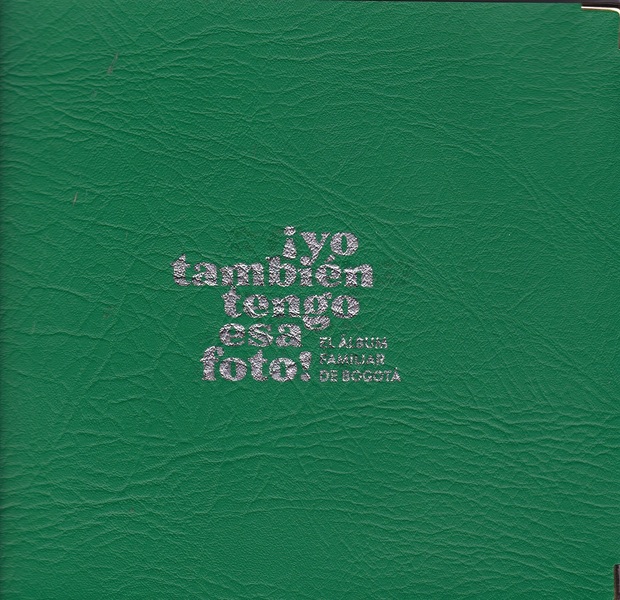 ¡yo
también
tengo
esa
foto!
EL ÁLBUM
FAMILIAR
DE BOGOTÁ